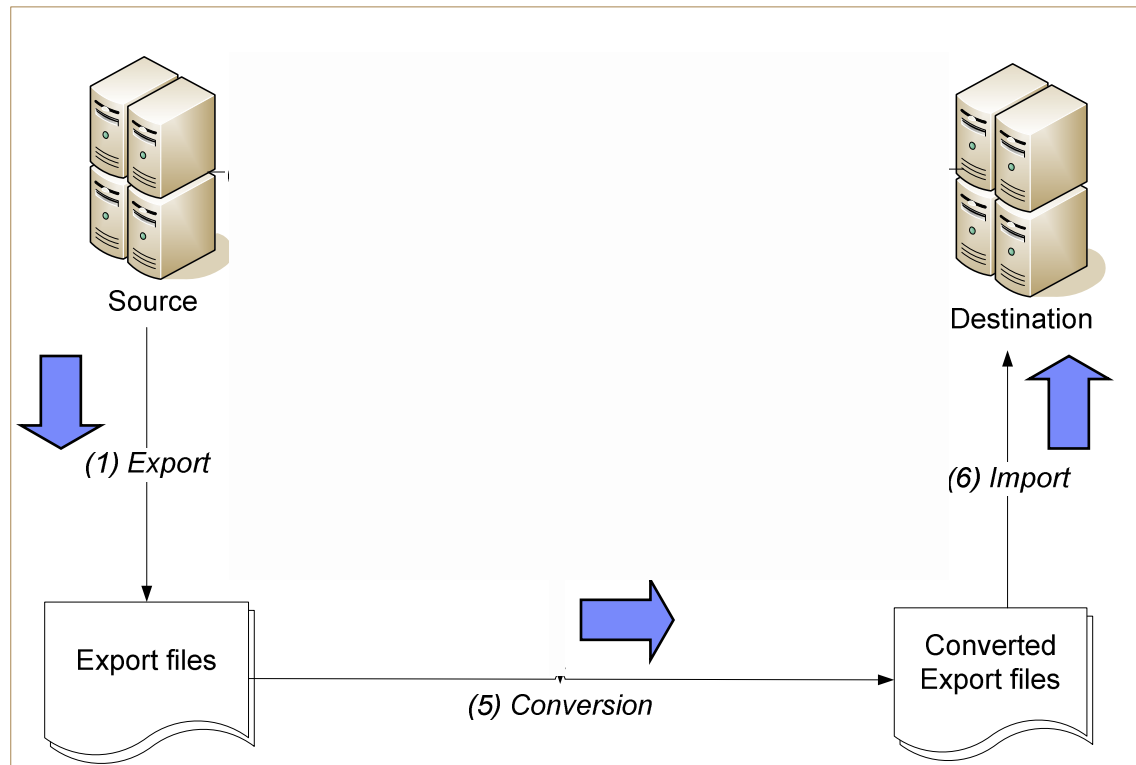 Source
Destination
(1) Export
(6) Import
Export files
Converted
Export files
(5) Conversion